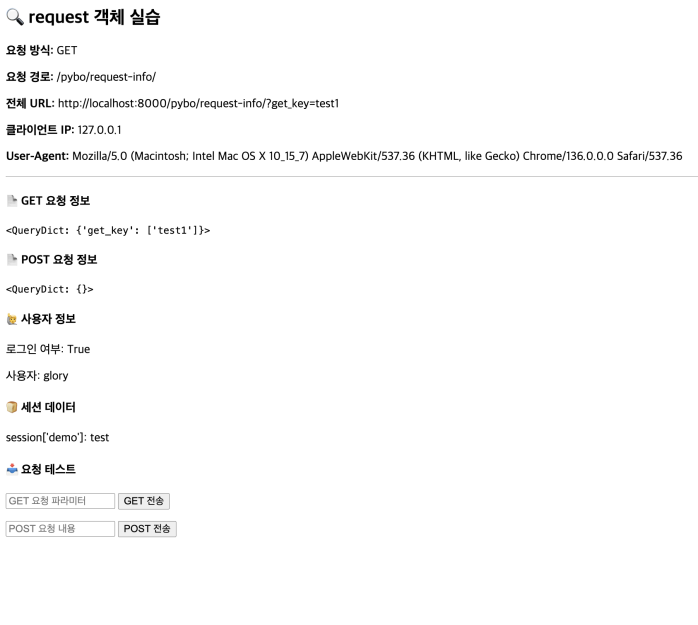 🔍 request 객체 실습
요청 방식: GET
요청 경로: /pybo/request-info/
전체 URL: http://localhost:8000/pybo/request-info/?get_key=test1
클라이언트 IP: 127.0.0.1
User-Agent: Mozilla/5.0 (Macintosh; Intel Mac OS X 10_15_7) AppleWebKit/537.36 (KHTML, like Gecko) Chrome/136.0.0.0 Safari/537.36
GET 요청 정보
<QueryDict: {'get_key': ['test1']}>
POST 요청 정보
<QueryDict: {}>
사용자 정보
로그인 여부: True
사용자: glory
세션 데이터
session['demo']: test
요청 테스트
GET 요청 파라미터 GET 전송
POST 요청 내용 POST 전송